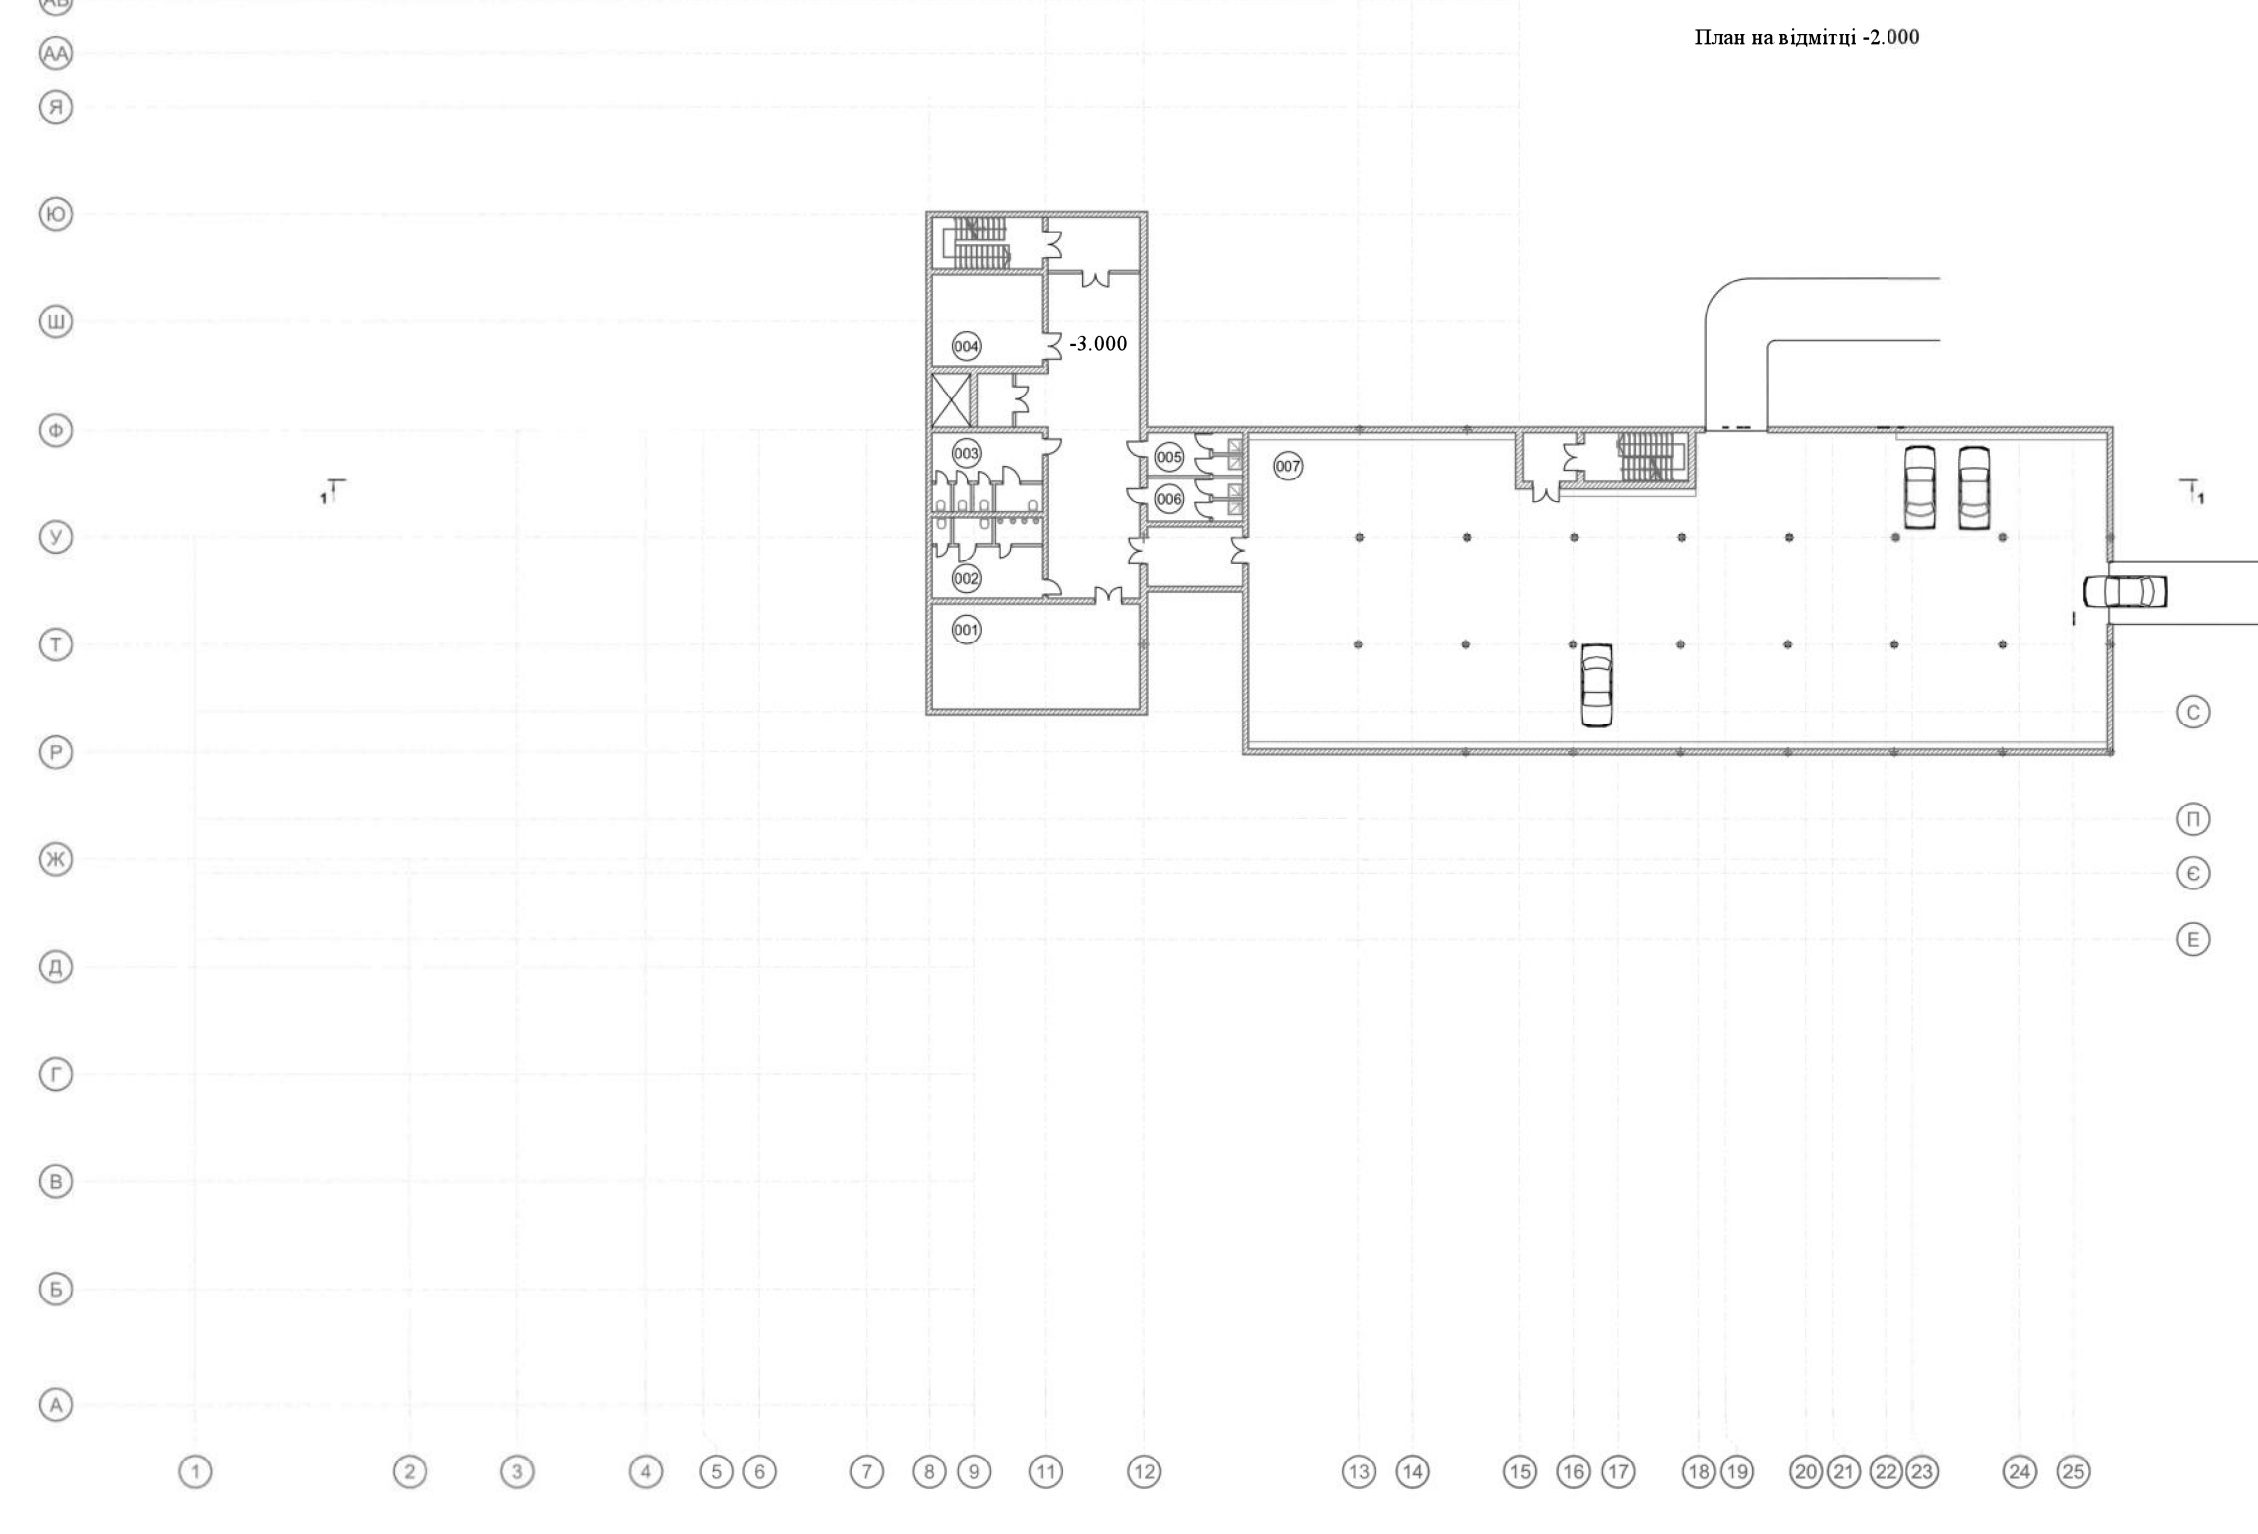 АБ
План на відмітці -2.000
АА
Я
Ю
Ш
004
-3.000
Ф
003
005
007
1
006
1
У
002
001
Т
С
Р
П
Ж
Є
Е
Д
Г
В
Б
А
1 2 3 4 5 6 7 8 9 11 12 13 14 15 16 17 18 19 20 21 22 23 24 25